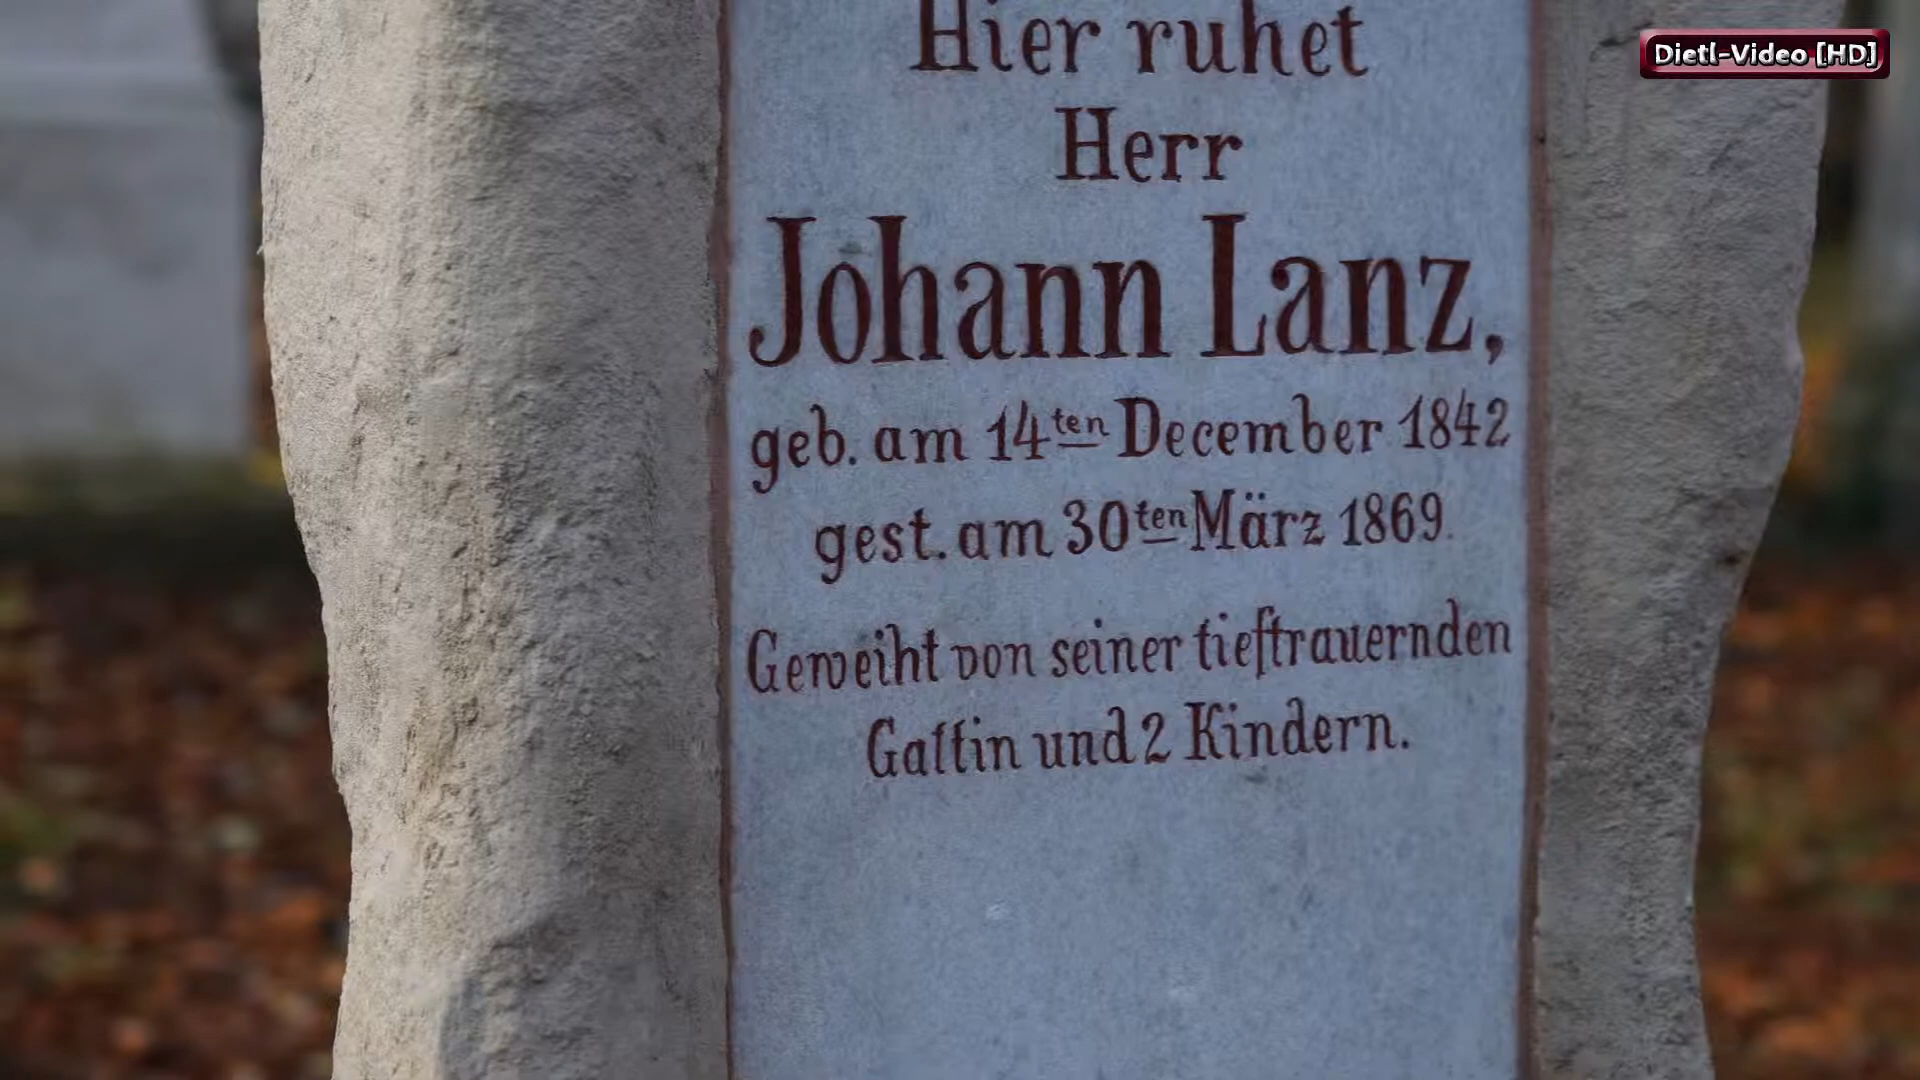 Dietl-Video [HD]
Hier ruhet
Herr
Johann Lanz,
geb. am 14ten December 1842
gest. am 30ten März 1869.
Geweiht von seiner tieftrauernden
Gattin und 2 Kindern.